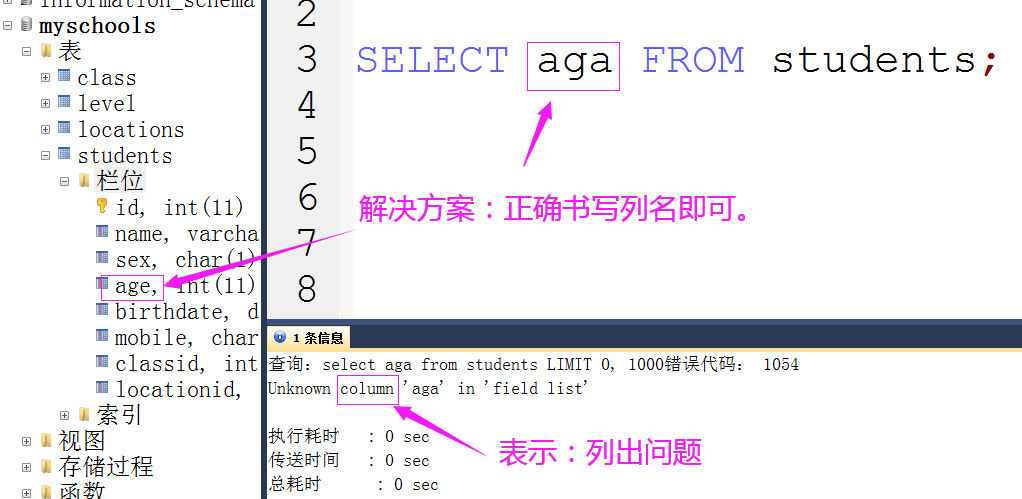 information_schema
myschools
表
class
level
locations
students
栏位
id, int(11)
name, varcha
sex, char(1)
age, int(11)
birthdate, d
mobile, char
classid, int
locationid,
索引
视图
存储过程
函数
2
3 SELECT aga FROM students;
4
5
6
7
8
解决方案：正确书写列名即可。
1 条信息
查询: select aga from students LIMIT 0, 1000错误代码： 1054
Unknown column 'aga' in 'field list'
执行耗时 : 0 sec
传送时间 : 0 sec
总耗时 : 0 sec
表示：列出问题